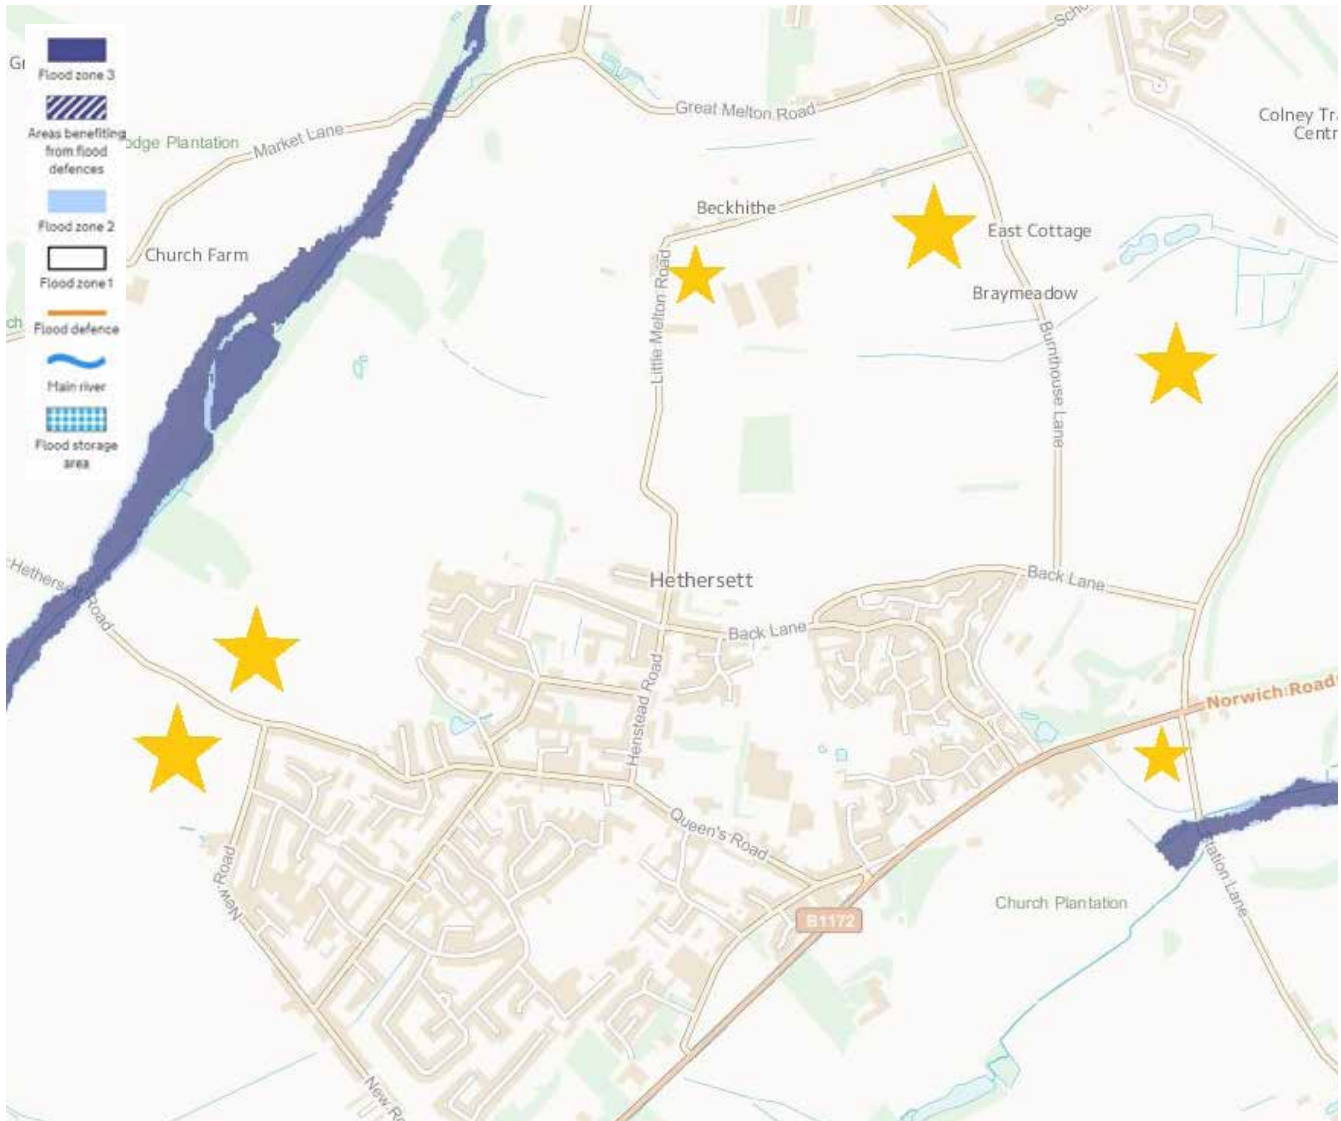 Flood zone 3
Areas benefiting
from flood
defences
Flood zone 2
Flood zone 1
Flood defence
Main river
Flood storage
area
Market Lane
Great Melton Road
Colney
Beckhithe
East Cottage
Church Farm
Braymeadow
Little Melton Road
Burnthouse Lane
Road
Hethersett
Back Lane
Back Lane
Henstead Road
Norwich Road
Queen's Road
New Road
B1172
Church Plantation
Lane
New
Plantation